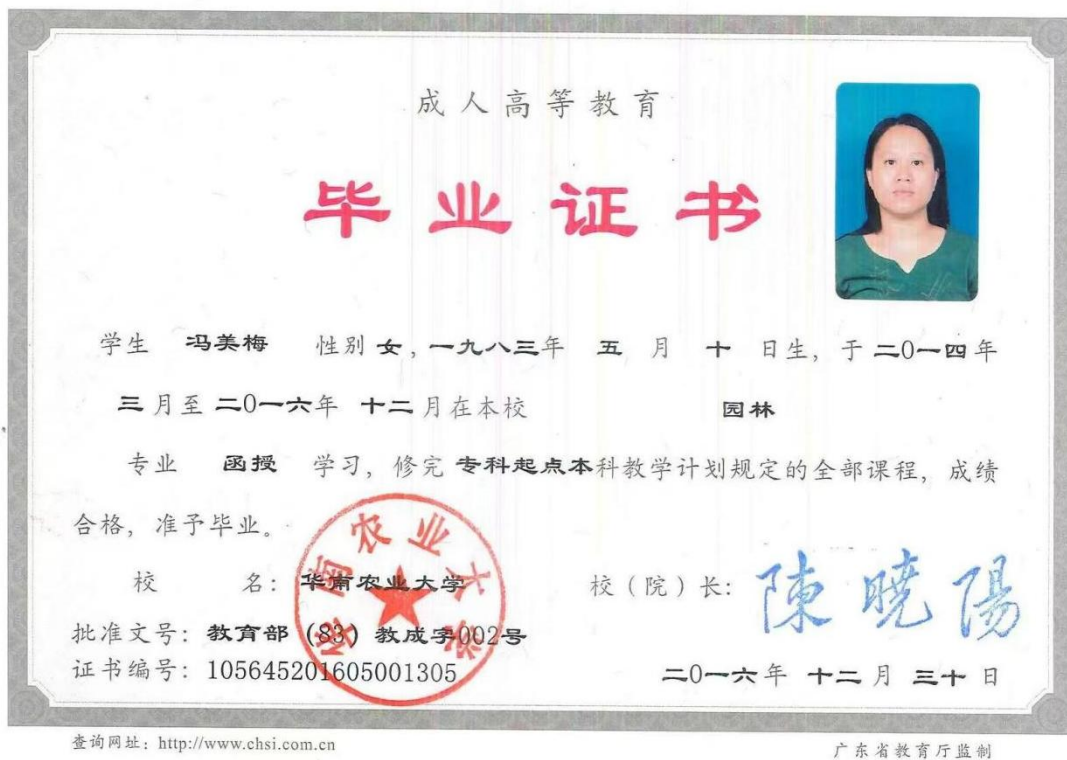 成人高等教育
毕业证书
学生 冯美梅 性别 女，一九八三年 五 月 十 日生，于 二0一四年
三月至 二0一六年 十二月在本校 园林
专业 函授 学习，修完 专科起点本科教学计划规定的全部课程，成绩
合格，准予毕业。
华南农业大学
校 名：华南农业大学
校（院）长：陳曉陽
批准文号：教育部（83）教成字002号
证书编号：105645201605001305
二0一六年 十二月 三十日
查询网址：http://www.chsi.com.cn
广东省教育厅监制